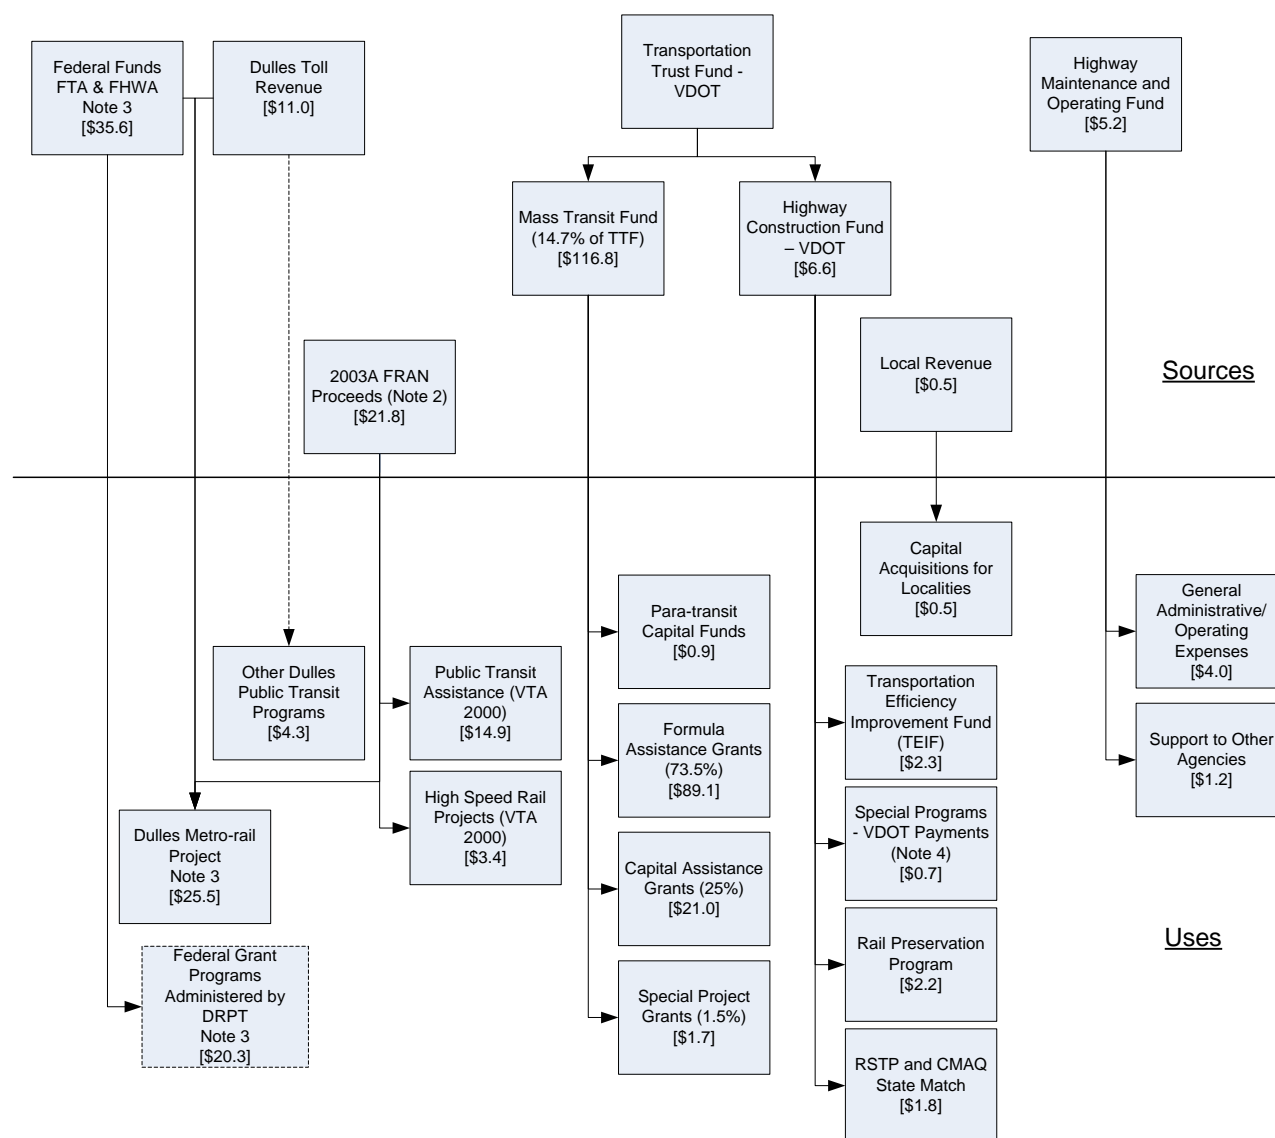 Federal Funds
FTA & FHWA
Note 3
[$35.6]
Dulles Toll
Revenue
[$11.0]
Transportation
Trust Fund -
VDOT
Highway
Maintenance and
Operating Fund
[$5.2]
Mass Transit Fund
(14.7% of TTF)
[$116.8]
Highway
Construction Fund
– VDOT
[$6.6]
2003A FRAN
Proceeds (Note 2)
[$21.8]
Local Revenue
[$0.5]
Sources
Capital
Acquisitions for
Localities
[$0.5]
Para-transit
Capital Funds
[$0.9]
General
Administrative/
Operating
Expenses
[$4.0]
Other Dulles
Public Transit
Programs
[$4.3]
Public Transit
Assistance (VTA
2000)
[$14.9]
Transportation
Efficiency
Improvement Fund
(TEIF)
[$2.3]
Formula
Assistance Grants
(73.5%)
[$89.1]
Support to Other
Agencies
[$1.2]
High Speed Rail
Projects (VTA
2000)
[$3.4]
Special Programs
- VDOT Payments
(Note 4)
[$0.7]
Dulles Metro-rail
Project
Note 3
[$25.5]
Capital Assistance
Grants (25%)
[$21.0]
Rail Preservation
Program
[$2.2]
Uses
Federal Grant
Programs
Administered by
DRPT
Note 3
[$20.3]
Special Project
Grants (1.5%)
[$1.7]
RSTP and CMAQ
State Match
[$1.8]